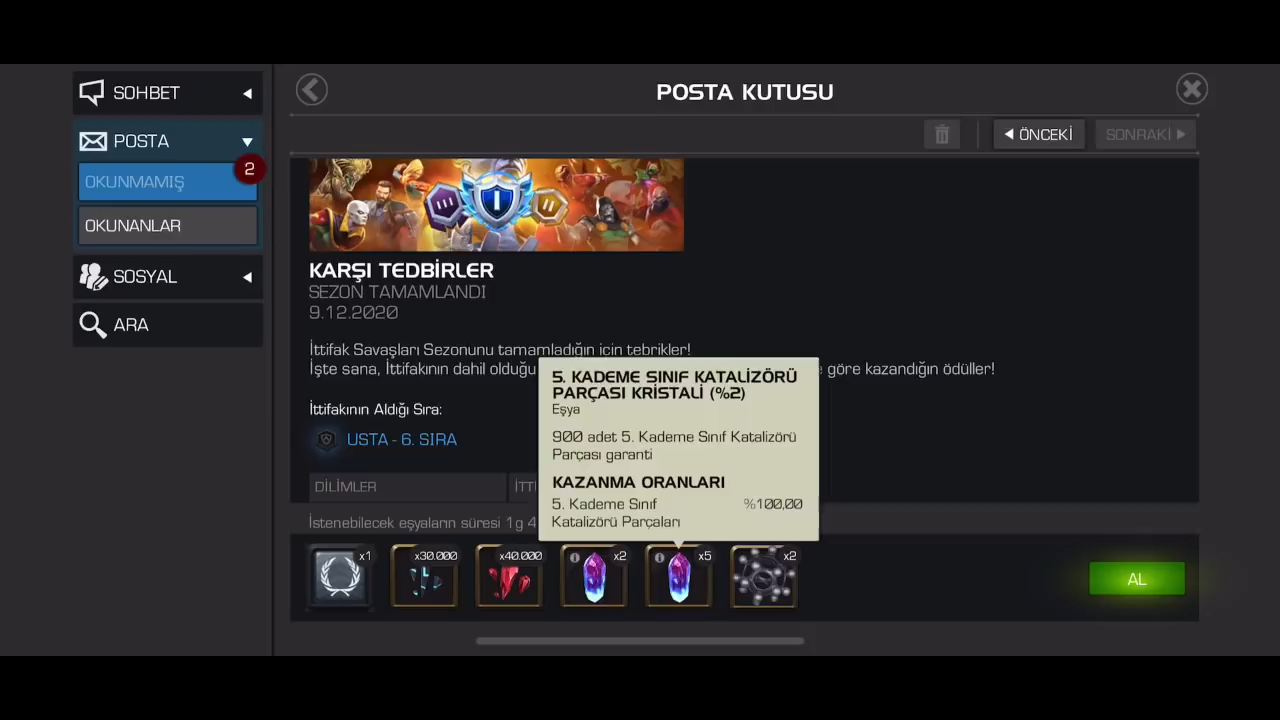 POSTA KUTUSU
SOHBET
POSTA
2
OKUNMAMIŞ
OKUNANLAR
SOSYAL
ARA
ÖNCEKİ
SONRAKİ
KARŞI TEDBİRLER
SEZON TAMAMLANDI
9.12.2020
İttifak Savaşları Sezonunu tamamladığın için tebrikler!
İşte sana, İttifakının dahil olduğu göre kazandığın ödüller!
İttifakının Aldığı Sıra:
USTA - 6. SIRA
DİLİMLER
İstenebilecek eşyaların süresi 1g 4
5. KADEME SINIF KATALİZÖRÜ
PARÇASI KRİSTALİ (%2)
Eşya
900 adet 5. Kademe Sınıf Katalizörü
Parçası garanti
KAZANMA ORANLARI
5. Kademe Sınıf %100,00
Katalizörü Parçaları
x1
x30.000
x40.000
x2
x5
x2
AL